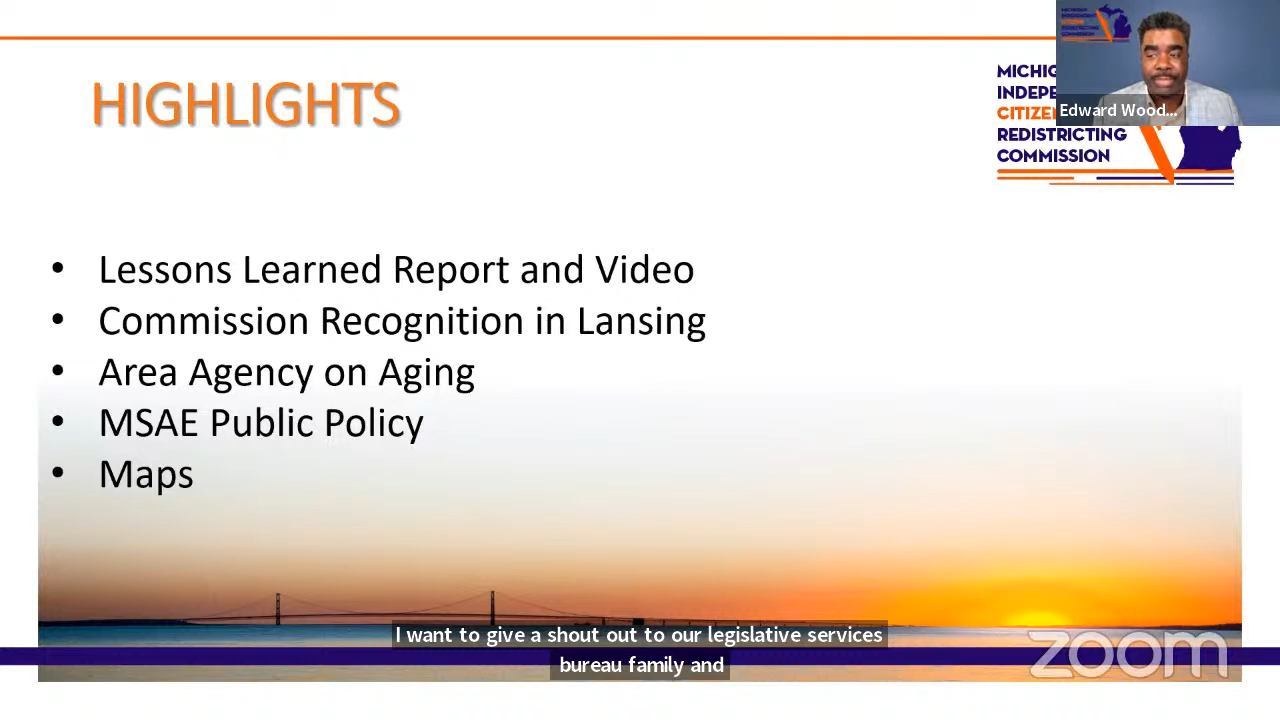 HIGHLIGHTS
MICHIG
INDEPE
CITIZE
REDISTRICTING
COMMISSION
Edward Wood...
• Lessons Learned Report and Video
• Commission Recognition in Lansing
• Area Agency on Aging
• MSAE Public Policy
• Maps
I want to give a shout out to our legislative services
bureau family and
zoom